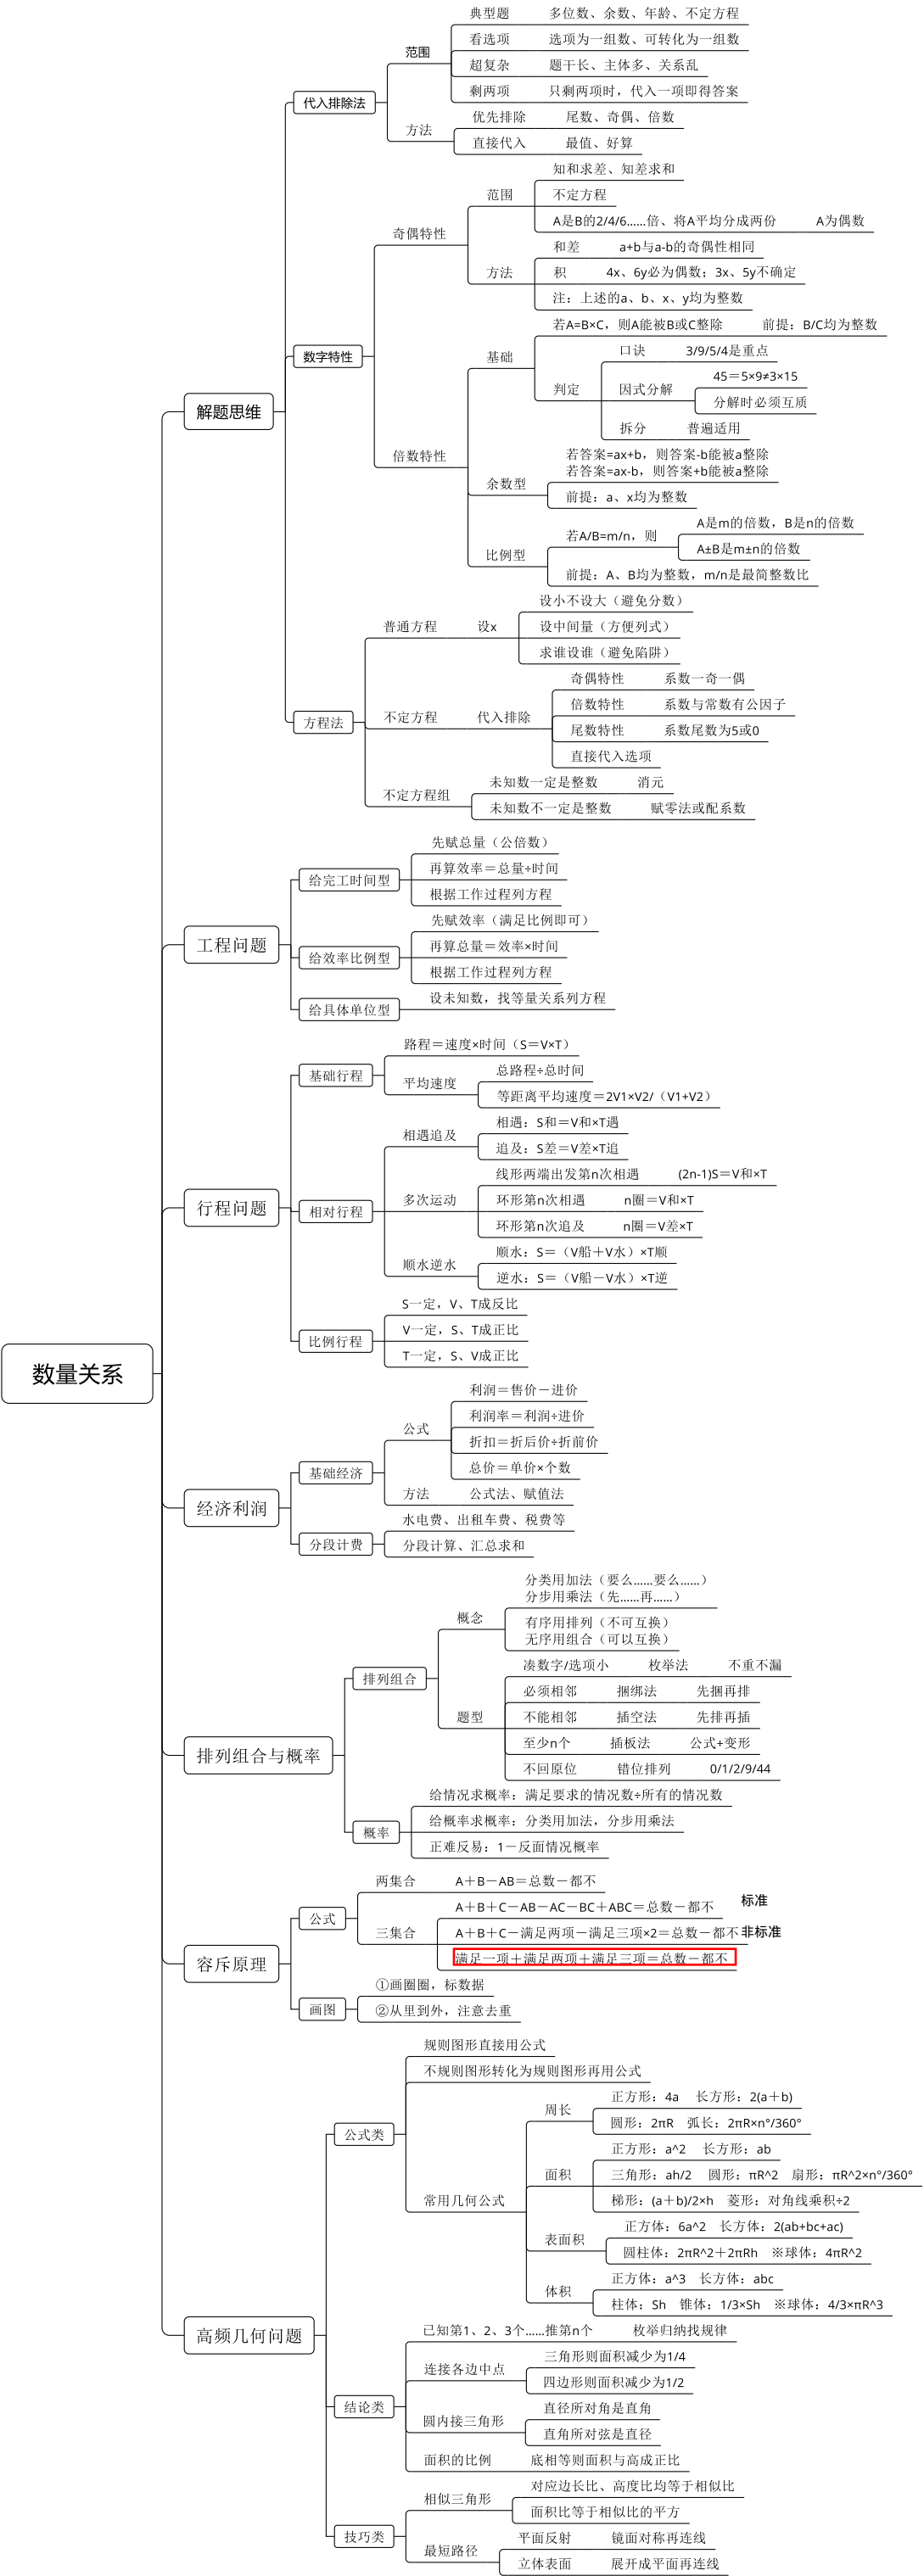 数量关系
解题思维
代入排除法
范围
典型题 多位数、余数、年龄、不定方程
看选项 选项为一组数、可转化为一组数
超复杂 题干长、主体多、关系乱
剩两项 只剩两项时，代入一项即得答案
方法
优先排除 尾数、奇偶、倍数
直接代入 最值、好算
数字特性
奇偶特性
范围
知和求差、知差求和
不定方程
A是B的2/4/6……倍、将A平均分成两份 A为偶数
方法
和差 a+b与a-b的奇偶性相同
积 4x、6y必为偶数；3x、5y不确定
注：上述的a、b、x、y均为整数
倍数特性
基础
若A=B×C，则A能被B或C整除 前提：B/C均为整数
判定
口诀 3/9/5/4是重点
因式分解
45＝5×9≠3×15
分解时必须互质
拆分 普遍适用
余数型
若答案=ax+b，则答案-b能被a整除
若答案=ax-b，则答案+b能被a整除
前提：a、x均为整数
比例型
若A/B=m/n，则
A是m的倍数，B是n的倍数
A±B是m±n的倍数
前提：A、B均为整数，m/n是最简整数比
方程法
普通方程 设x
设小不设大（避免分数）
设中间量（方便列式）
求谁设谁（避免陷阱）
不定方程 代入排除
奇偶特性 系数一奇一偶
倍数特性 系数与常数有公因子
尾数特性 系数尾数为5或0
直接代入选项
不定方程组
未知数一定是整数 消元
未知数不一定是整数 赋零法或配系数
工程问题
给完工时间型
先赋总量（公倍数）
再算效率＝总量÷时间
根据工作过程列方程
给效率比例型
先赋效率（满足比例即可）
再算总量＝效率×时间
根据工作过程列方程
给具体单位型 设未知数，找等量关系列方程
行程问题
基础行程
路程＝速度×时间（S＝V×T）
平均速度
总路程÷总时间
等距离平均速度＝2V1×V2/（V1+V2）
相对行程
相遇追及
相遇：S和＝V和×T遇
追及：S差＝V差×T追
多次运动
线形两端出发第n次相遇 (2n-1)S＝V和×T
环形第n次相遇 n圈＝V和×T
环形第n次追及 n圈＝V差×T
顺水逆水
顺水：S＝（V船＋V水）×T顺
逆水：S＝（V船－V水）×T逆
比例行程
S一定，V、T成反比
V一定，S、T成正比
T一定，S、V成正比
经济利润
基础经济
公式
利润＝售价－进价
利润率＝利润÷进价
折扣＝折后价÷折前价
总价＝单价×个数
方法 公式法、赋值法
分段计费
水电费、出租车费、税费等
分段计算、汇总求和
排列组合与概率
排列组合
概念
分类用加法（要么……要么……）
分步用乘法（先……再……）
有序用排列（不可互换）
无序用组合（可以互换）
题型
凑数字/选项小 枚举法 不重不漏
必须相邻 捆绑法 先捆再排
不能相邻 插空法 先排再插
至少n个 插板法 公式+变形
不回原位 错位排列 0/1/2/9/44
概率
给情况求概率：满足要求的情况数÷所有的情况数
给概率求概率：分类用加法，分步用乘法
正难反易：1－反面情况概率
容斥原理
公式
两集合 A＋B－AB＝总数－都不
三集合
A＋B＋C－AB－AC－BC＋ABC＝总数－都不 标准
A＋B＋C－满足两项－满足三项×2＝总数－都不 非标准
满足一项＋满足两项＋满足三项＝总数－都不
画图
①画圈圈，标数据
②从里到外，注意去重
高频几何问题
公式类
规则图形直接用公式
不规则图形转化为规则图形再用公式
常用几何公式
周长
正方形：4a 长方形：2(a＋b)
圆形：2πR 弧长：2πR×n°/360°
面积
正方形：a^2 长方形：ab
三角形：ah/2 圆形：πR^2 扇形：πR^2×n°/360°
梯形：(a＋b)/2×h 菱形：对角线乘积÷2
表面积
正方体：6a^2 长方体：2(ab+bc+ac)
圆柱体：2πR^2＋2πRh ※球体：4πR^2
体积
正方体：a^3 长方体：abc
柱体：Sh 锥体：1/3×Sh ※球体：4/3×πR^3
结论类
已知第1、2、3个……推第n个 枚举归纳找规律
连接各边中点
三角形则面积减少为1/4
四边形则面积减少为1/2
圆内接三角形
直径所对角是直角
直角所对弦是直径
面积的比例 底相等则面积与高成正比
技巧类
相似三角形
对应边长比、高度比均等于相似比
面积比等于相似比的平方
最短路径
平面反射 镜面对称再连线
立体表面 展开成平面再连线